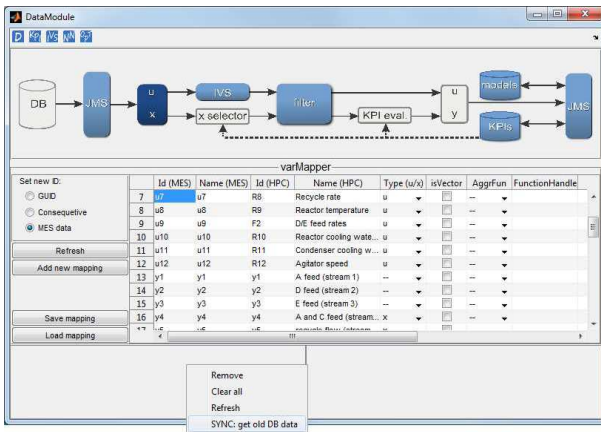 DataModule
D KPI IVS NN
DB
JMS
u
x
IVS
x selector
filter
KPI eval.
u
y
models
KPIs
JMS
varMapper
Set new ID:
GUID
Consequetive
MES data
Refresh
Add new mapping
Save mapping
Load mapping
Id (MES) Name (MES) Id (HPC) Name (HPC) Type (u/x) isVector AggrFun FunctionHandle
7 u7 u7 R8 Recycle rate u --
8 u8 u8 R9 Reactor temperature u --
9 u9 u9 F2 D/E feed rates u --
10 u10 u10 R10 Reactor cooling wate... u --
11 u11 u11 R11 Condenser cooling w... u --
12 u12 u12 R12 Agitator speed u --
13 y1 y1 y1 A feed (stream 1) -- --
14 y2 y2 y2 D feed (stream 2) -- --
15 y3 y3 y3 E feed (stream 3) -- --
16 y4 y4 y4 A and C feed (stream... x --
Remove
Clear all
Refresh
SYNC: get old DB data